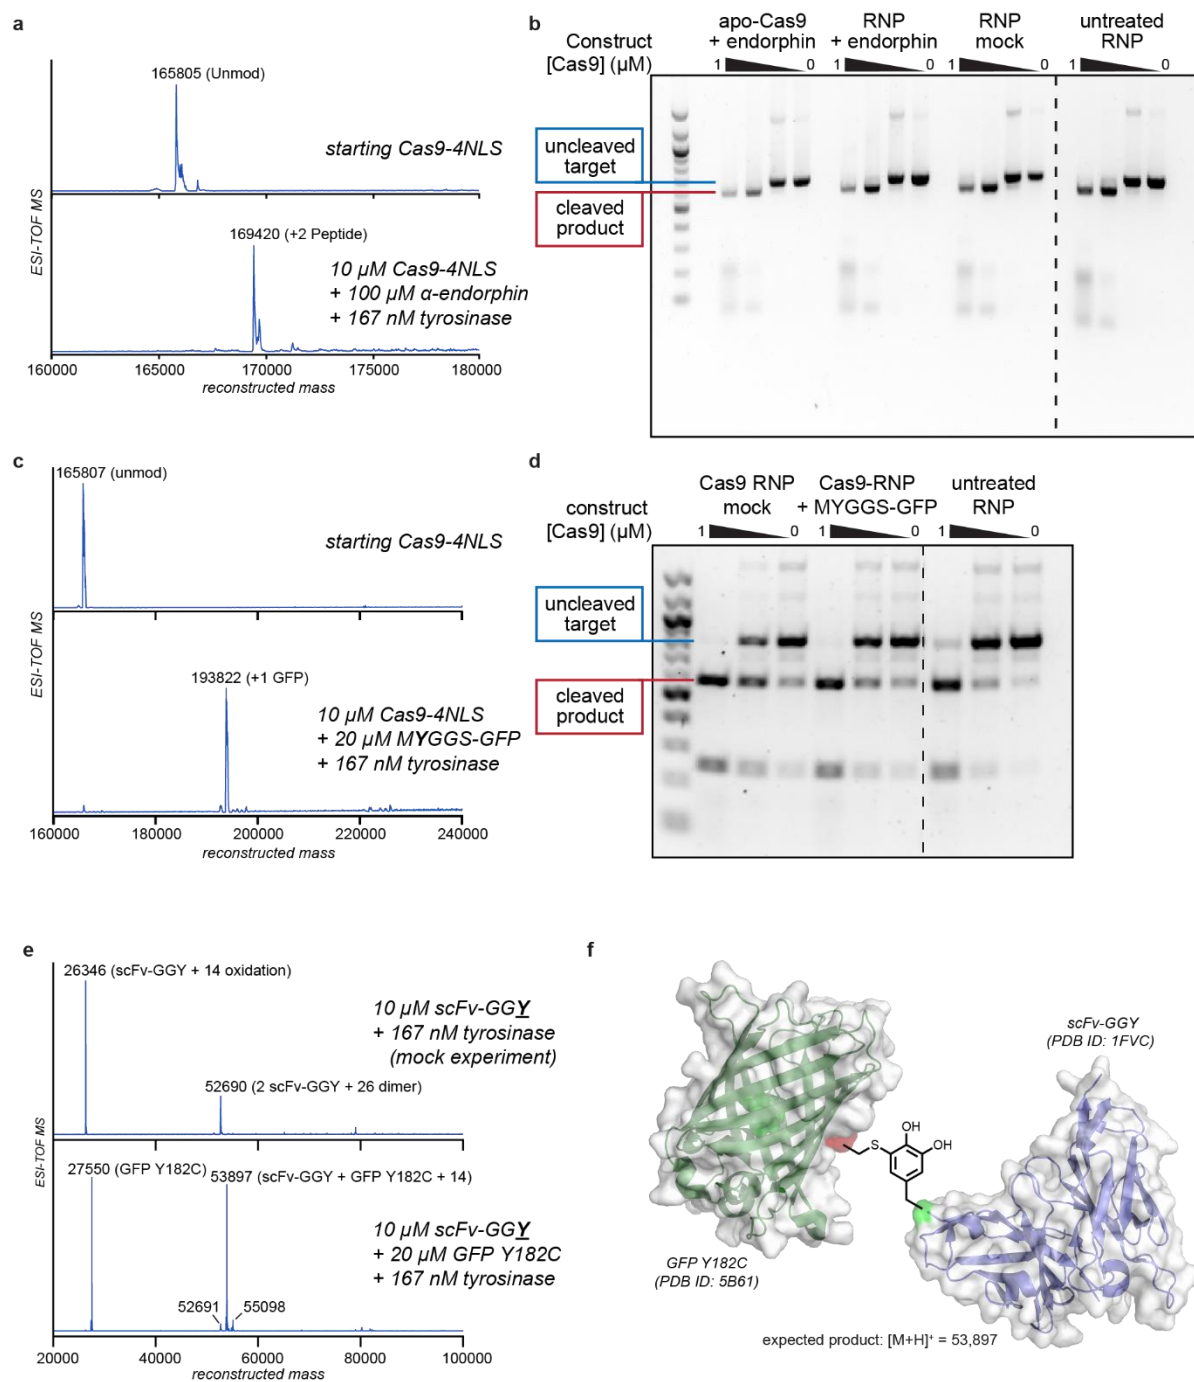 a
165805 (Unmod)
starting Cas9-4NLS
169420 (+2 Peptide)
10 µM Cas9-4NLS
+ 100 µM α-endorphin
+ 167 nM tyrosinase
ESI-TOF MS
160000 165000 170000 175000 180000
reconstructed mass
b
Construct
[Cas9] (µM)
apo-Cas9
+ endorphin
RNP
+ endorphin
RNP
mock
untreated
RNP
1 0 1 0 1 0 1 0
uncleaved
target
cleaved
product
c
165807 (unmod)
starting Cas9-4NLS
193822 (+1 GFP)
10 µM Cas9-4NLS
+ 20 µM MYGGS-GFP
+ 167 nM tyrosinase
ESI-TOF MS
160000 180000 200000 220000 240000
reconstructed mass
d
construct
[Cas9] (µM)
Cas9 RNP
mock
Cas9-RNP
+ MYGGS-GFP
untreated
RNP
1 0 1 0 1 0
uncleaved
target
cleaved
product
e
26346 (scFv-GGY + 14 oxidation)
10 µM scFv-GGY
+ 167 nM tyrosinase
(mock experiment)
52690 (2 scFv-GGY + 26 dimer)
27550 (GFP Y182C)
53897 (scFv-GGY + GFP Y182C + 14)
10 µM scFv-GGY
+ 20 µM GFP Y182C
+ 167 nM tyrosinase
52691
55098
ESI-TOF MS
20000 40000 60000 80000 100000
reconstructed mass
f
scFv-GGY
(PDB ID: 1FVC)
OH
OH
S
GFP Y182C
(PDB ID: 5B61)
expected product: [M+H]⁺ = 53,897